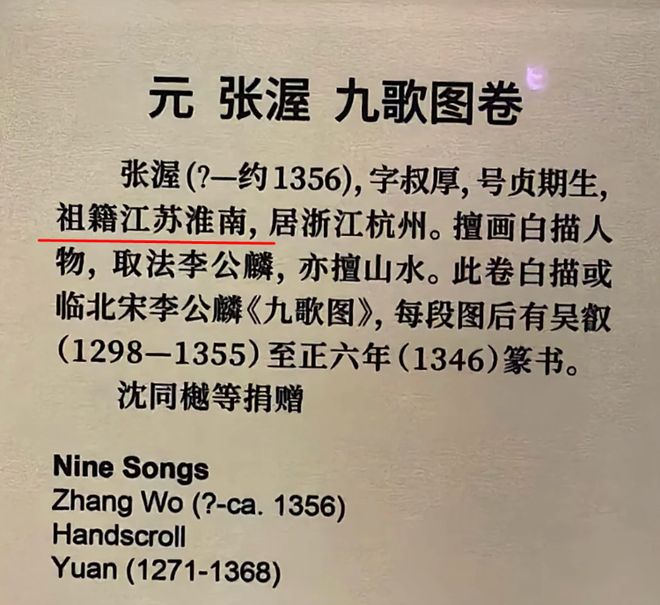 元 张渥 九歌图卷
张渥(?—约1356),字叔厚,号贞期生,
祖籍江苏淮南,居浙江杭州。擅画白描人
物,取法李公麟,亦擅山水。此卷白描或
临北宋李公麟《九歌图》,每段图后有吴叡
(1298—1355)至正六年(1346)篆书。
沈同樾等捐赠
Nine Songs
Zhang Wo (?-ca. 1356)
Handscroll
Yuan (1271-1368)